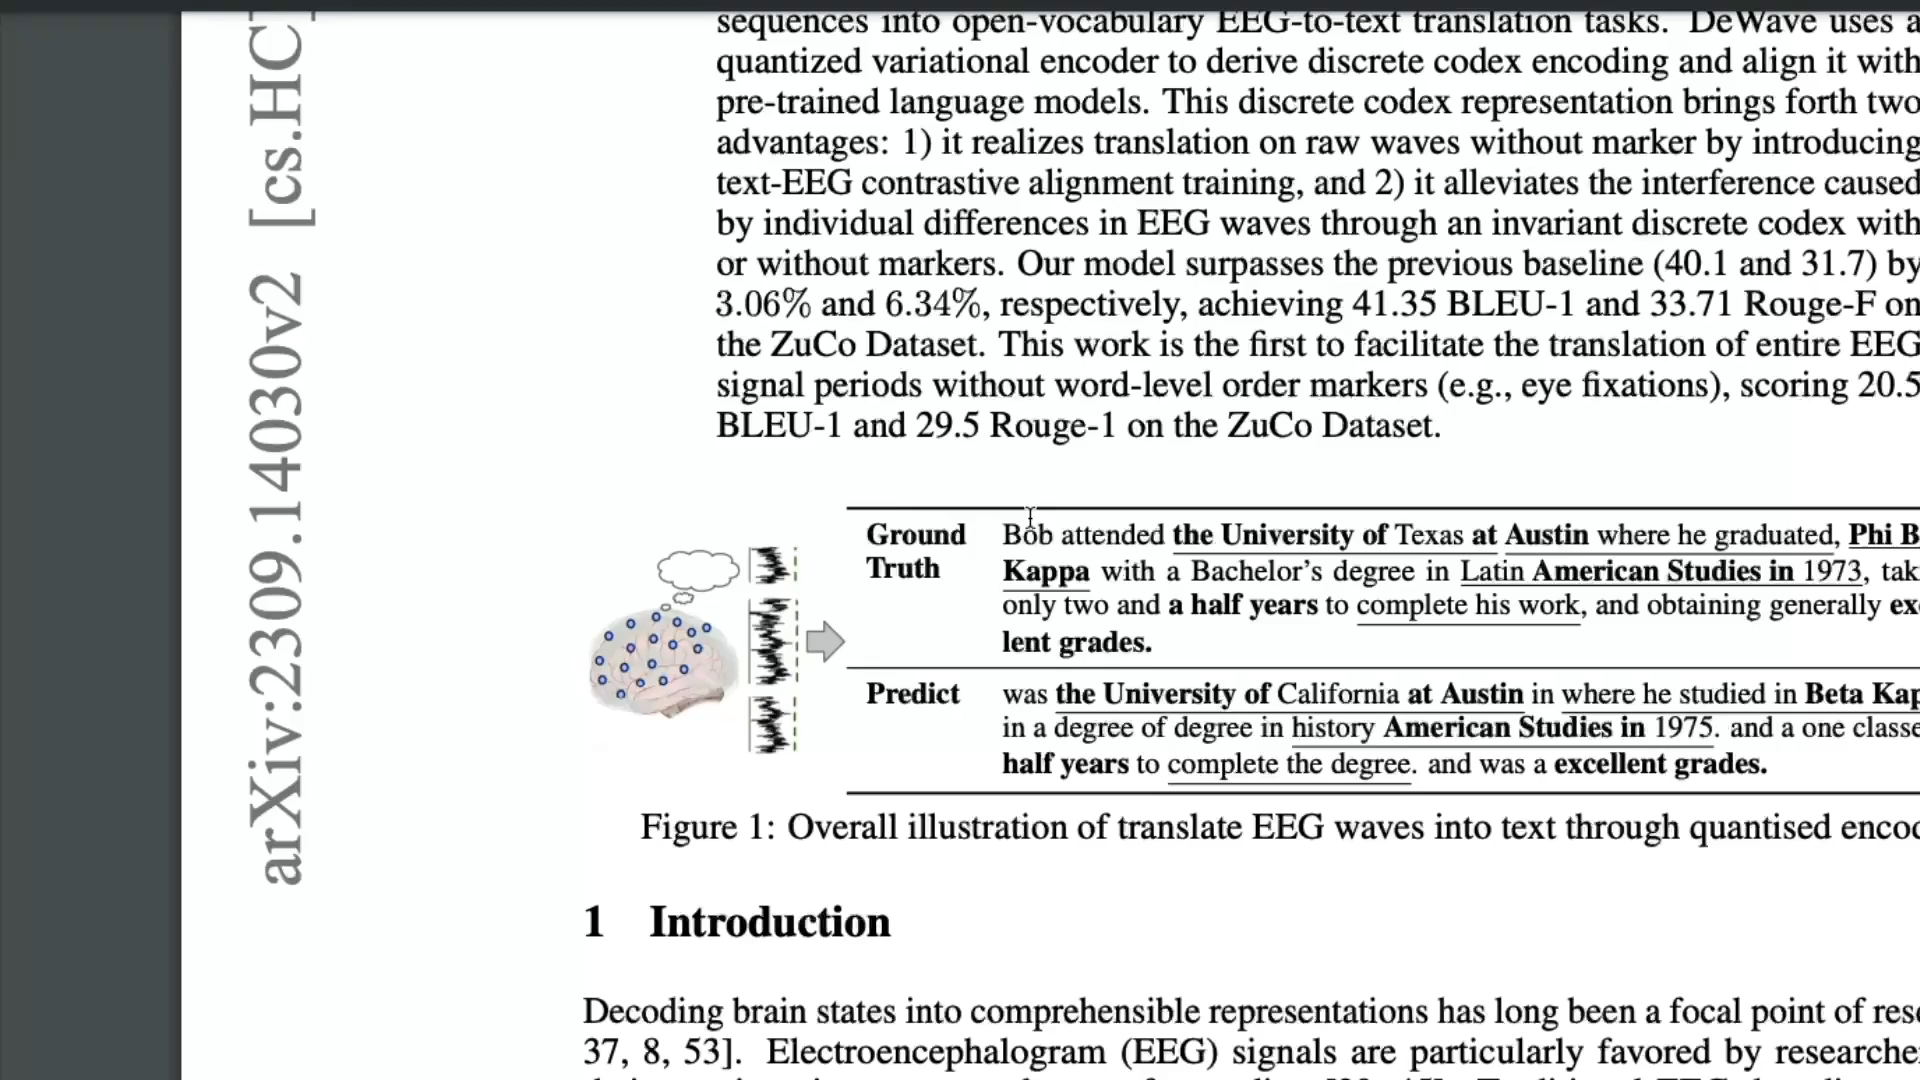 arXiv:2309.14030v2 [cs.HC]
sequences into open-vocabulary EEG-to-text translation tasks. DeWave uses a
quantized variational encoder to derive discrete codex encoding and align it with
pre-trained language models. This discrete codex representation brings forth two
advantages: 1) it realizes translation on raw waves without marker by introducing
text-EEG contrastive alignment training, and 2) it alleviates the interference caused
by individual differences in EEG waves through an invariant discrete codex with
or without markers. Our model surpasses the previous baseline (40.1 and 31.7) by
3.06% and 6.34%, respectively, achieving 41.35 BLEU-1 and 33.71 Rouge-F on
the ZuCo Dataset. This work is the first to facilitate the translation of entire EEG
signal periods without word-level order markers (e.g., eye fixations), scoring 20.5
BLEU-1 and 29.5 Rouge-1 on the ZuCo Dataset.
Ground Truth
Bob attended the University of Texas at Austin where he graduated, Phi B
Kappa with a Bachelor's degree in Latin American Studies in 1973, tak
only two and a half years to complete his work, and obtaining generally ex
lent grades.
Predict
was the University of California at Austin in where he studied in Beta Kap
in a degree of degree in history American Studies in 1975. and a one classe
half years to complete the degree. and was a excellent grades.
Figure 1: Overall illustration of translate EEG waves into text through quantised encod
1 Introduction
Decoding brain states into comprehensible representations has long been a focal point of rese
37, 8, 53]. Electroencephalogram (EEG) signals are particularly favored by researche